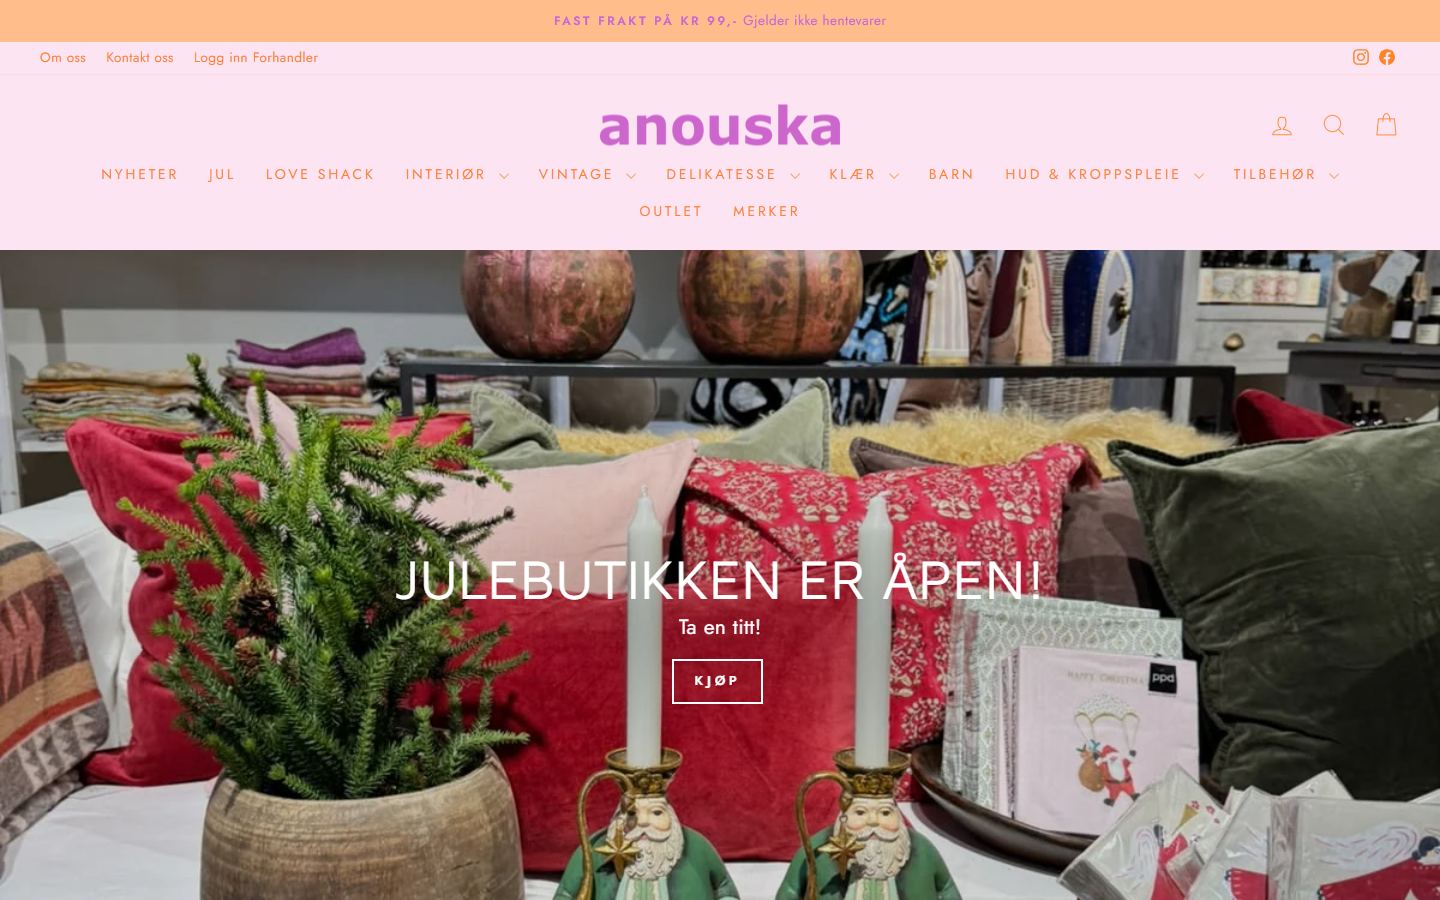 FAST FRAKT PÅ KR 99,- Gjelder ikke hentevarer
Om oss Kontakt oss Logg inn Forhandler
anouska
NYHETER JUL LOVE SHACK INTERIØR VINTAGE DELIKATESSE KLÆR BARN HUD & KROPPSPLEIE TILBEHØR
OUTLET MERKER
JULEBUTIKKEN ER ÅPEN!
Ta en titt!
KJØP
HAPPY CHRISTMAS
ppd